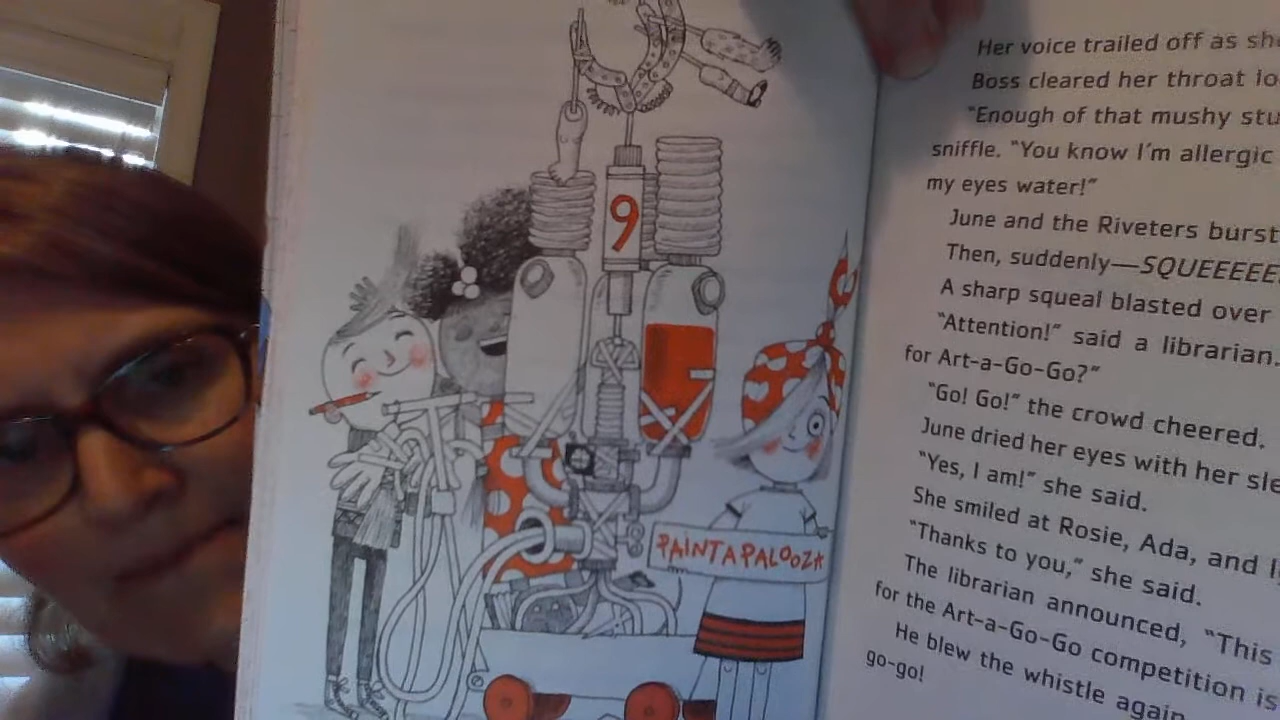 9
PAINTAPALOOZA
Her voice trailed off as
Boss cleared her throat
"Enough of that mushy
sniffle. "You know I'm allergic
my eyes water!"
June and the Riveters burst
Then, suddenly—SQUEEEEE
A sharp squeal blasted over
"Attention!" said a librarian.
for Art-a-Go-Go?"
"Go! Go!" the crowd cheered.
June dried her eyes with her
"Yes, I am!" she said.
She smiled at Rosie, Ada, and
"Thanks to you," she said.
The librarian announced, "This
for the Art-a-Go-Go competition is
He blew the whistle again
go-go!